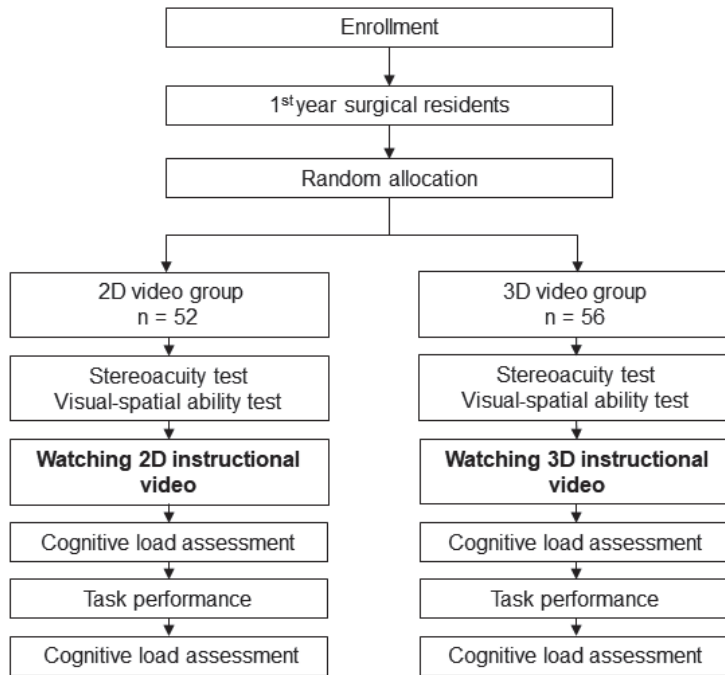 Enrollment
1st year surgical residents
Random allocation
2D video group
n = 52
3D video group
n = 56
Stereoacuity test
Visual-spatial ability test
Stereoacuity test
Visual-spatial ability test
Watching 2D instructional
video
Watching 3D instructional
video
Cognitive load assessment
Cognitive load assessment
Task performance
Task performance
Cognitive load assessment
Cognitive load assessment